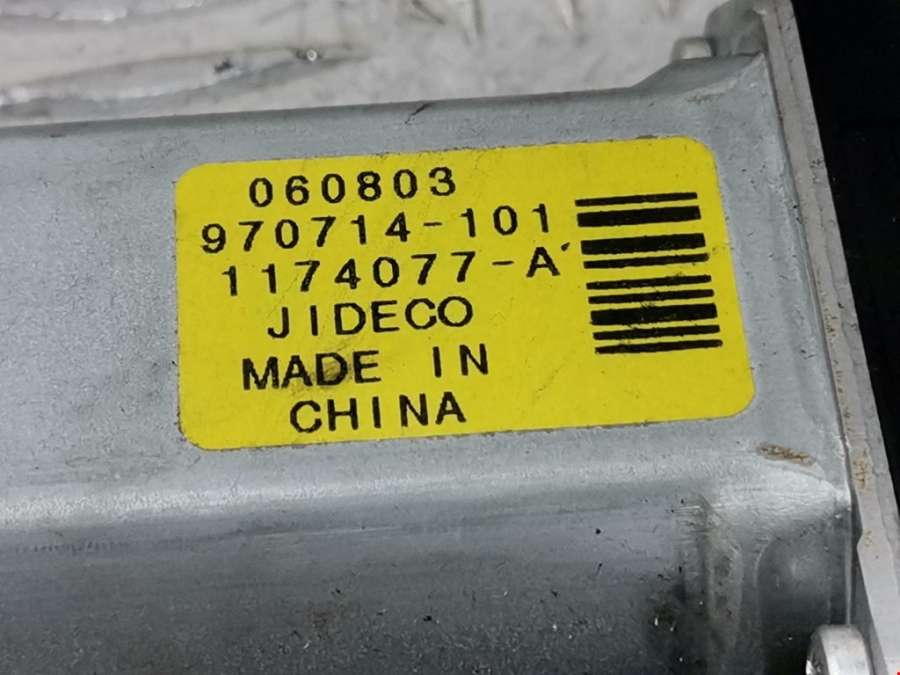 060803
970714-101
1174077-A
JIDECO
MADE IN
CHINA